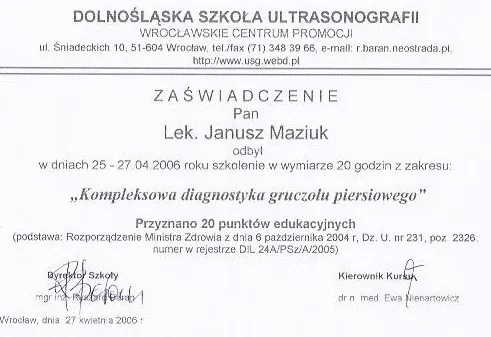 DOLNOŚLĄSKA SZKOŁA ULTRASONOGRAFII
WROCŁAWSKIE CENTRUM PROMOCJI
ul. Śniadeckich 10, 51-604 Wrocław, tel./fax (71) 348 39 66, e-mail: r.baran.neostrada.pl,
http://www.usg.webd.pl
ZAŚWIADCZENIE
Pan
Lek. Janusz Maziuk
odbył
w dniach 25 - 27.04.2006 roku szkolenie w wymiarze 20 godzin z zakresu:
„Kompleksowa diagnostyka gruczołu piersiowego”
Przyznano 20 punktów edukacyjnych
(podstawa: Rozporządzenie Ministra Zdrowia z dnia 6 października 2004 r, Dz. U. nr 231, poz. 2326.
numer w rejestrze DIL 24A/PSz/A/2005)
Dyrektor Szkoły
Kierownik Kursu
mgr inż.
dr n. med. Ewa Nienartowicz
Wrocław, dnia 27 kwietnia 2006 r